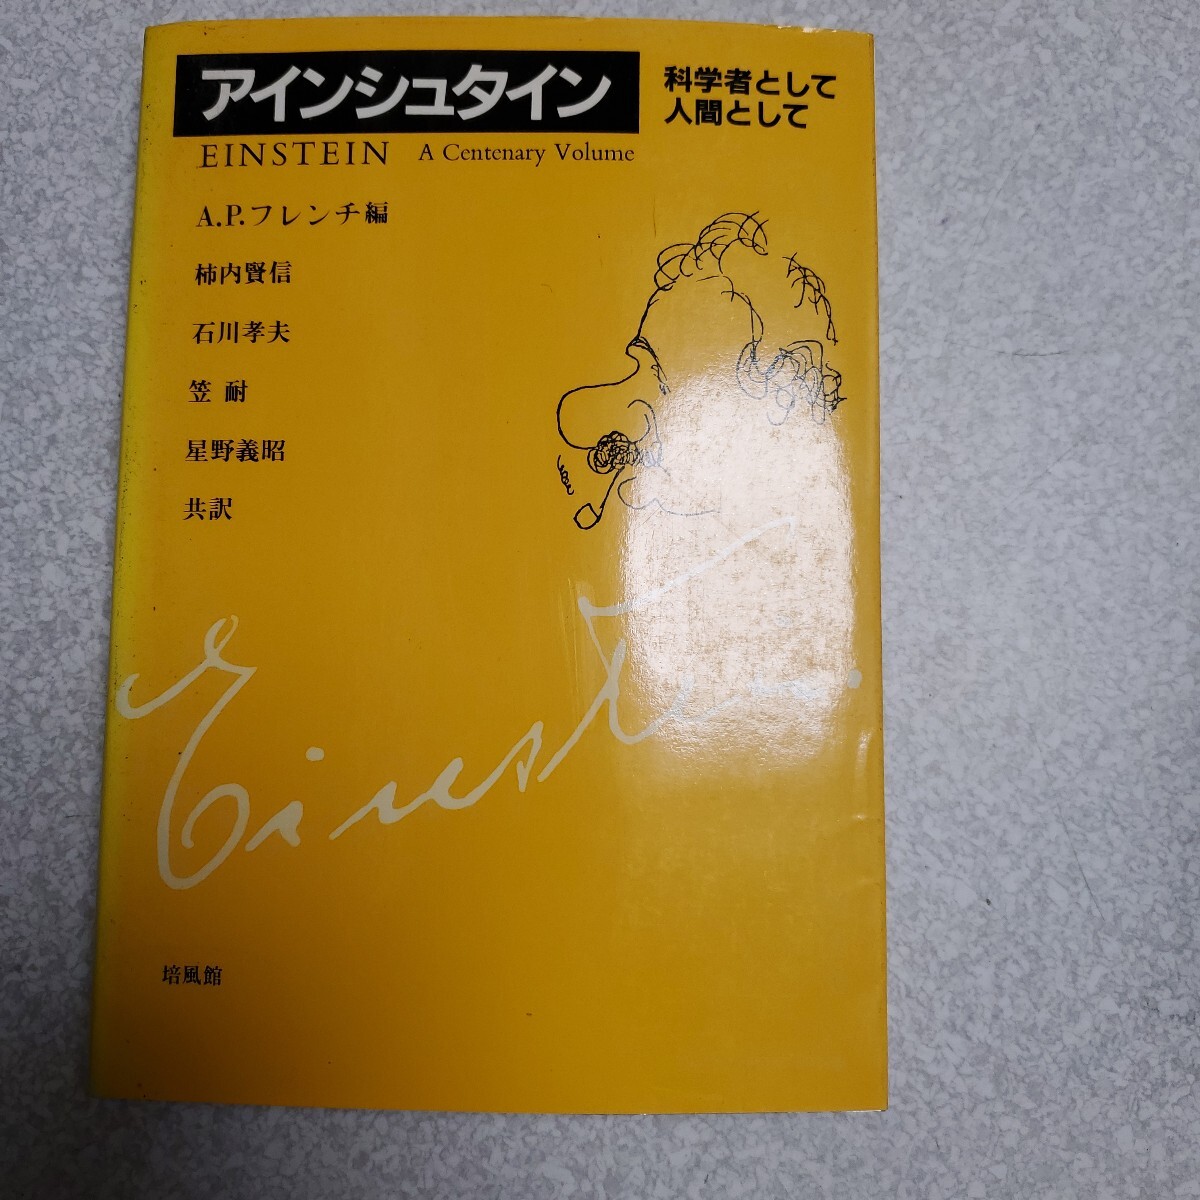 アインシュタイン
科学者として
人間として
EINSTEIN A Centenary Volume
A.P.フレンチ編
柿内賢信
石川孝夫
笠 耐
星野義昭
共訳
Einstein.
培風館